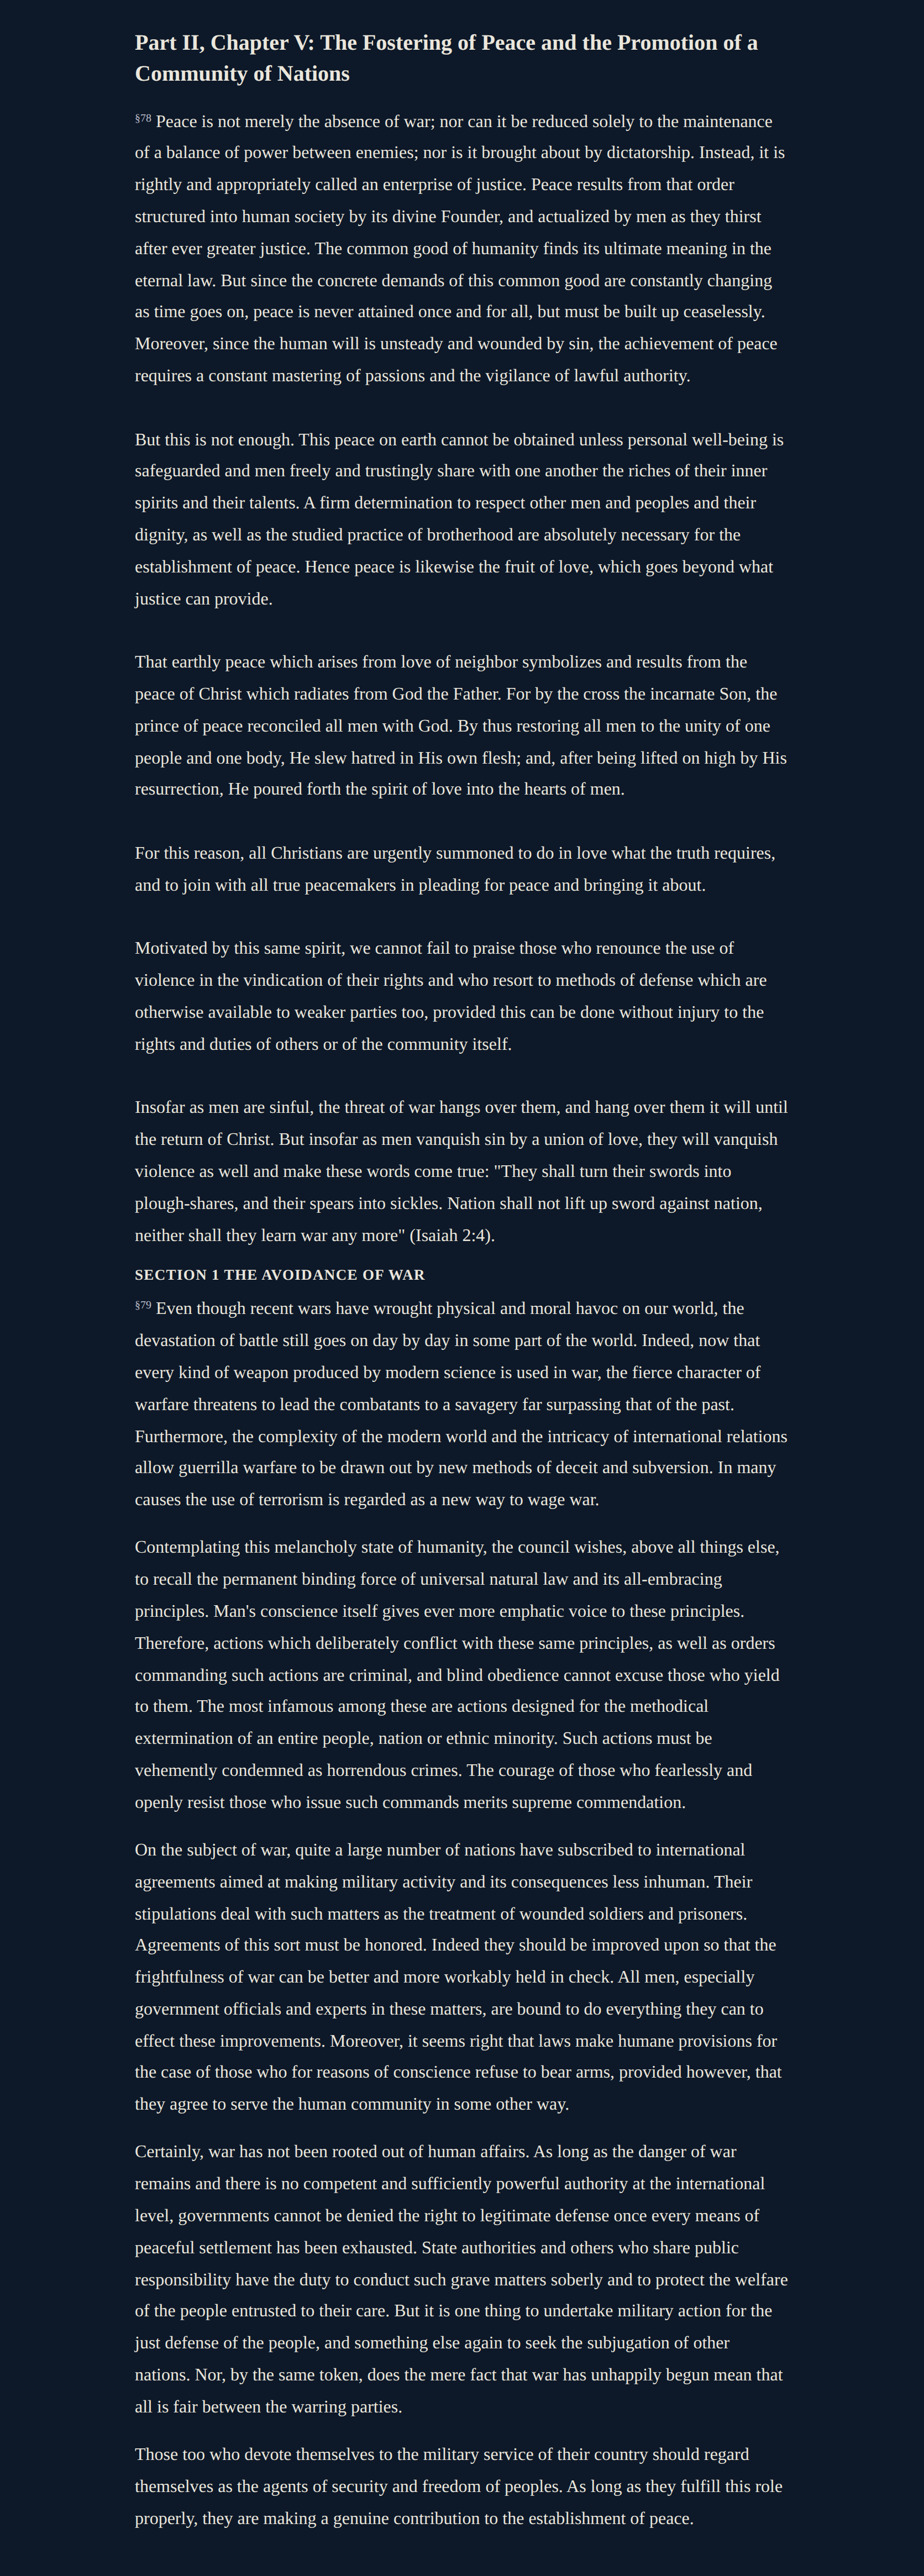 Part II, Chapter V: The Fostering of Peace and the Promotion of a
Community of Nations
§78 Peace is not merely the absence of war; nor can it be reduced solely to the maintenance
of a balance of power between enemies; nor is it brought about by dictatorship. Instead, it is
rightly and appropriately called an enterprise of justice. Peace results from that order
structured into human society by its divine Founder, and actualized by men as they thirst
after ever greater justice. The common good of humanity finds its ultimate meaning in the
eternal law. But since the concrete demands of this common good are constantly changing
as time goes on, peace is never attained once and for all, but must be built up ceaselessly.
Moreover, since the human will is unsteady and wounded by sin, the achievement of peace
requires a constant mastering of passions and the vigilance of lawful authority.
But this is not enough. This peace on earth cannot be obtained unless personal well-being is
safeguarded and men freely and trustingly share with one another the riches of their inner
spirits and their talents. A firm determination to respect other men and peoples and their
dignity, as well as the studied practice of brotherhood are absolutely necessary for the
establishment of peace. Hence peace is likewise the fruit of love, which goes beyond what
justice can provide.
That earthly peace which arises from love of neighbor symbolizes and results from the
peace of Christ which radiates from God the Father. For by the cross the incarnate Son, the
prince of peace reconciled all men with God. By thus restoring all men to the unity of one
people and one body, He slew hatred in His own flesh; and, after being lifted on high by His
resurrection, He poured forth the spirit of love into the hearts of men.
For this reason, all Christians are urgently summoned to do in love what the truth requires,
and to join with all true peacemakers in pleading for peace and bringing it about.
Motivated by this same spirit, we cannot fail to praise those who renounce the use of
violence in the vindication of their rights and who resort to methods of defense which are
otherwise available to weaker parties too, provided this can be done without injury to the
rights and duties of others or of the community itself.
Insofar as men are sinful, the threat of war hangs over them, and hang over them it will until
the return of Christ. But insofar as men vanquish sin by a union of love, they will vanquish
violence as well and make these words come true: "They shall turn their swords into
plough-shares, and their spears into sickles. Nation shall not lift up sword against nation,
neither shall they learn war any more" (Isaiah 2:4).
SECTION 1 THE AVOIDANCE OF WAR
§79 Even though recent wars have wrought physical and moral havoc on our world, the
devastation of battle still goes on day by day in some part of the world. Indeed, now that
every kind of weapon produced by modern science is used in war, the fierce character of
warfare threatens to lead the combatants to a savagery far surpassing that of the past.
Furthermore, the complexity of the modern world and the intricacy of international relations
allow guerrilla warfare to be drawn out by new methods of deceit and subversion. In many
causes the use of terrorism is regarded as a new way to wage war.
Contemplating this melancholy state of humanity, the council wishes, above all things else,
to recall the permanent binding force of universal natural law and its all-embracing
principles. Man's conscience itself gives ever more emphatic voice to these principles.
Therefore, actions which deliberately conflict with these same principles, as well as orders
commanding such actions are criminal, and blind obedience cannot excuse those who yield
to them. The most infamous among these are actions designed for the methodical
extermination of an entire people, nation or ethnic minority. Such actions must be
vehemently condemned as horrendous crimes. The courage of those who fearlessly and
openly resist those who issue such commands merits supreme commendation.
On the subject of war, quite a large number of nations have subscribed to international
agreements aimed at making military activity and its consequences less inhuman. Their
stipulations deal with such matters as the treatment of wounded soldiers and prisoners.
Agreements of this sort must be honored. Indeed they should be improved upon so that the
frightfulness of war can be better and more workably held in check. All men, especially
government officials and experts in these matters, are bound to do everything they can to
effect these improvements. Moreover, it seems right that laws make humane provisions for
the case of those who for reasons of conscience refuse to bear arms, provided however, that
they agree to serve the human community in some other way.
Certainly, war has not been rooted out of human affairs. As long as the danger of war
remains and there is no competent and sufficiently powerful authority at the international
level, governments cannot be denied the right to legitimate defense once every means of
peaceful settlement has been exhausted. State authorities and others who share public
responsibility have the duty to conduct such grave matters soberly and to protect the welfare
of the people entrusted to their care. But it is one thing to undertake military action for the
just defense of the people, and something else again to seek the subjugation of other
nations. Nor, by the same token, does the mere fact that war has unhappily begun mean that
all is fair between the warring parties.
Those too who devote themselves to the military service of their country should regard
themselves as the agents of security and freedom of peoples. As long as they fulfill this role
properly, they are making a genuine contribution to the establishment of peace.